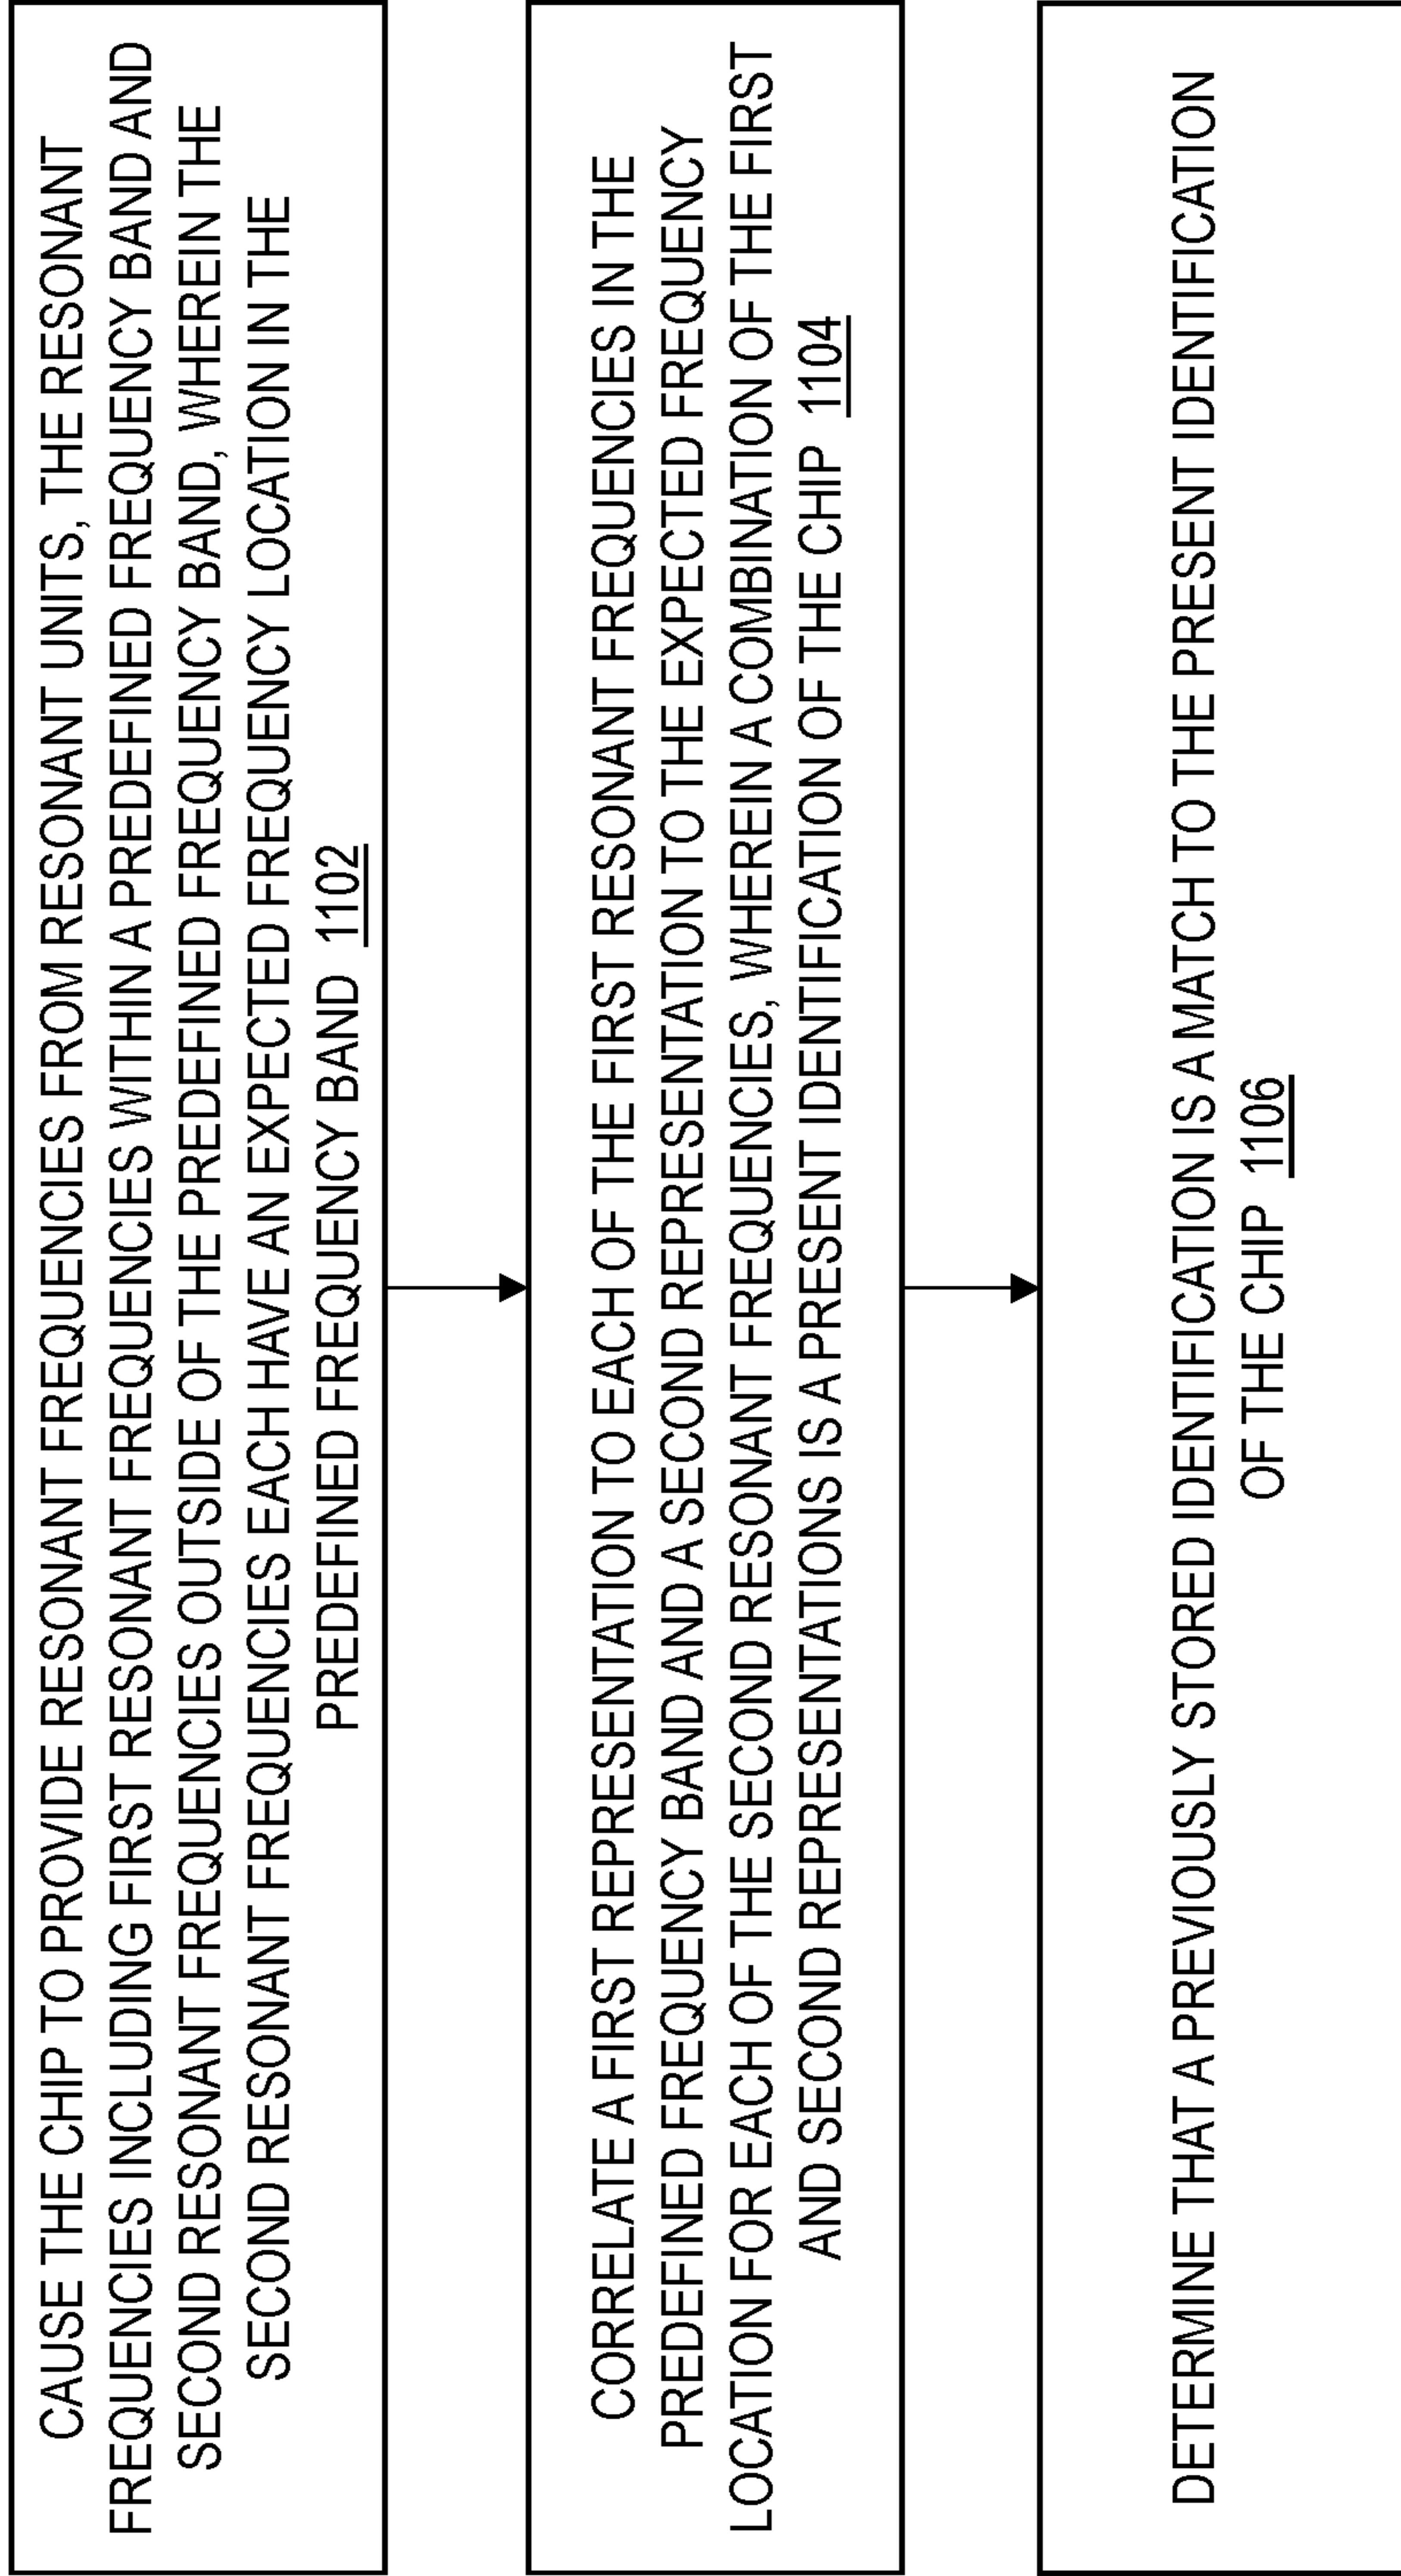 CAUSE THE CHIP TO PROVIDE RESONANT FREQUENCIES FROM RESONANT UNITS, THE RESONANT
FREQUENCIES INCLUDING FIRST RESONANT FREQUENCIES WITHIN A PREDEFINED FREQUENCY BAND AND
SECOND RESONANT FREQUENCIES OUTSIDE OF THE PREDEFINED FREQUENCY BAND, WHEREIN THE
SECOND RESONANT FREQUENCIES EACH HAVE AN EXPECTED FREQUENCY LOCATION IN THE
PREDEFINED FREQUENCY BAND 1102
CORRELATE A FIRST REPRESENTATION TO EACH OF THE FIRST RESONANT FREQUENCIES IN THE
PREDEFINED FREQUENCY BAND AND A SECOND REPRESENTATION TO THE EXPECTED FREQUENCY
LOCATION FOR EACH OF THE SECOND RESONANT FREQUENCIES, WHEREIN A COMBINATION OF THE FIRST
AND SECOND REPRESENTATIONS IS A PRESENT IDENTIFICATION OF THE CHIP 1104
DETERMINE THAT A PREVIOUSLY STORED IDENTIFICATION IS A MATCH TO THE PRESENT IDENTIFICATION
OF THE CHIP 1106